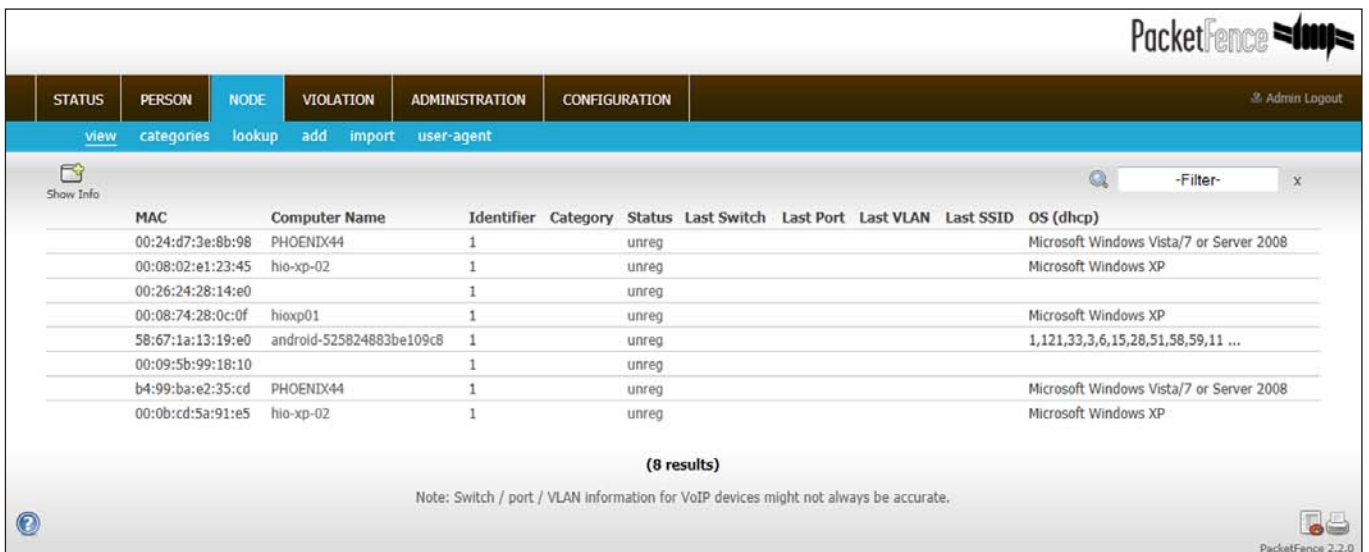 PacketFence
STATUS PERSON NODE VIOLATION ADMINISTRATION CONFIGURATION Admin Logout
view categories lookup add import user-agent
Show Info
-Filter- x
MAC Computer Name Identifier Category Status Last Switch Last Port Last VLAN Last SSID OS (dhcp)
00:24:d7:3e:8b:98 PHOENIX44 1 unreg Microsoft Windows Vista/7 or Server 2008
00:08:02:e1:23:45 hio-xp-02 1 unreg Microsoft Windows XP
00:26:24:28:14:e0 1 unreg
00:08:74:28:0c:0f hioxp01 1 unreg Microsoft Windows XP
58:67:1a:13:19:e0 android-525824883be109c8 1 unreg 1,121,33,3,6,15,28,51,58,59,11 ...
00:09:5b:99:18:10 1 unreg
b4:99:ba:e2:35:cd PHOENIX44 1 unreg Microsoft Windows Vista/7 or Server 2008
00:0b:cd:5a:91:e5 hio-xp-02 1 unreg Microsoft Windows XP
(8 results)
Note: Switch / port / VLAN information for VoIP devices might not always be accurate.
?
PacketFence 2.2.0